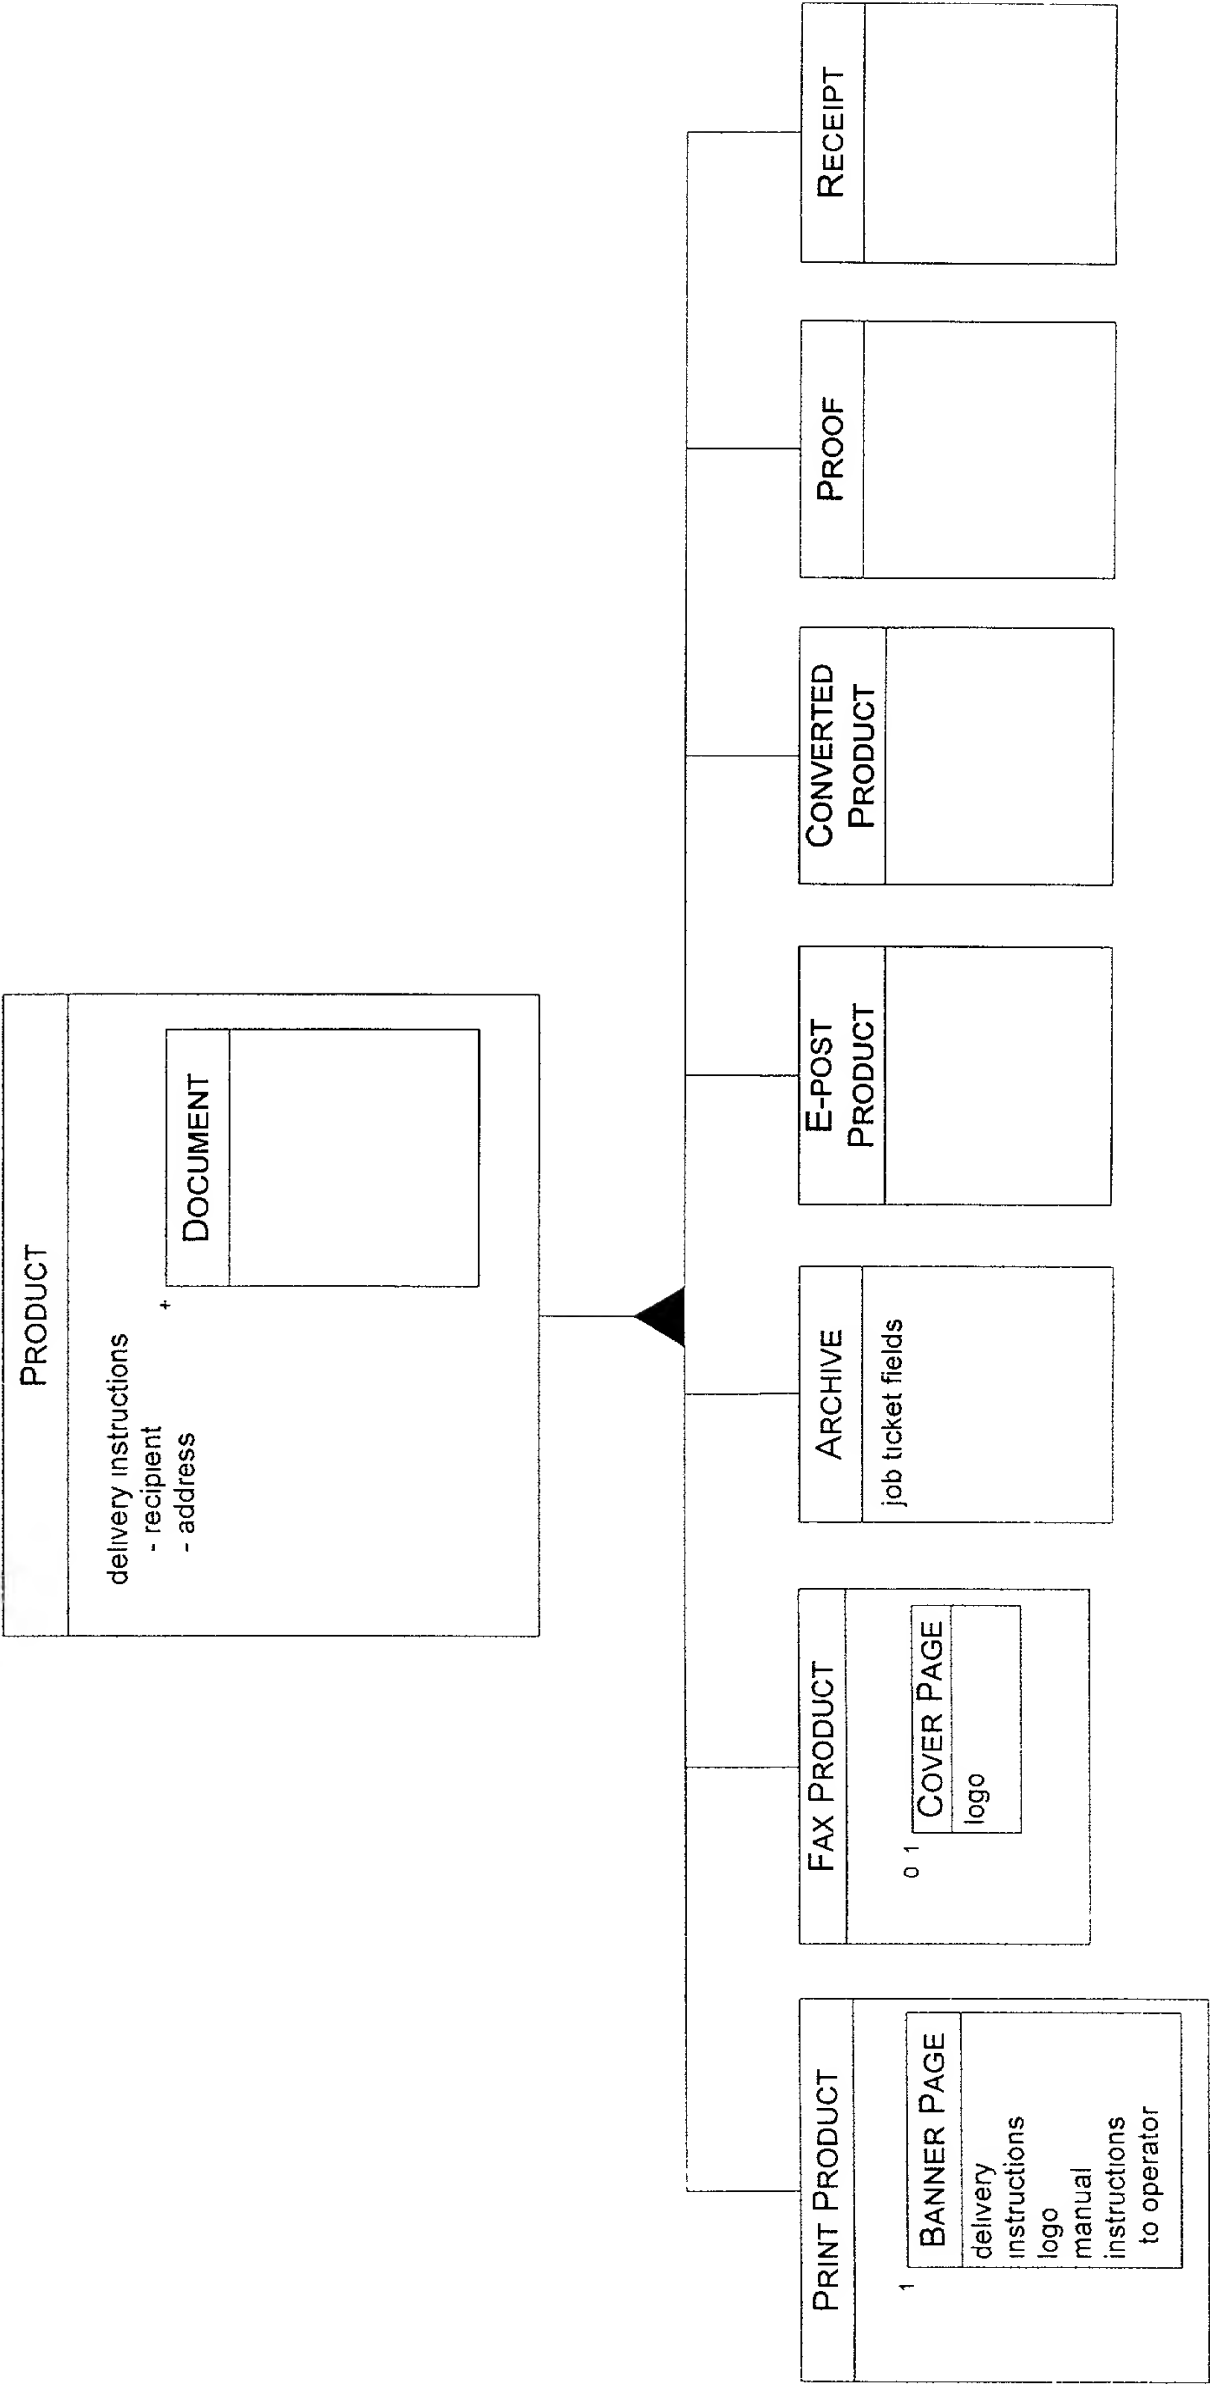 PRODUCT
delivery instructions
- recipient
- address
+
DOCUMENT
PRINT PRODUCT
1
BANNER PAGE
delivery
instructions
logo
manual
instructions
to operator
FAX PRODUCT
0 1
COVER PAGE
logo
ARCHIVE
job ticket fields
E-POST
PRODUCT
CONVERTED
PRODUCT
PROOF
RECEIPT